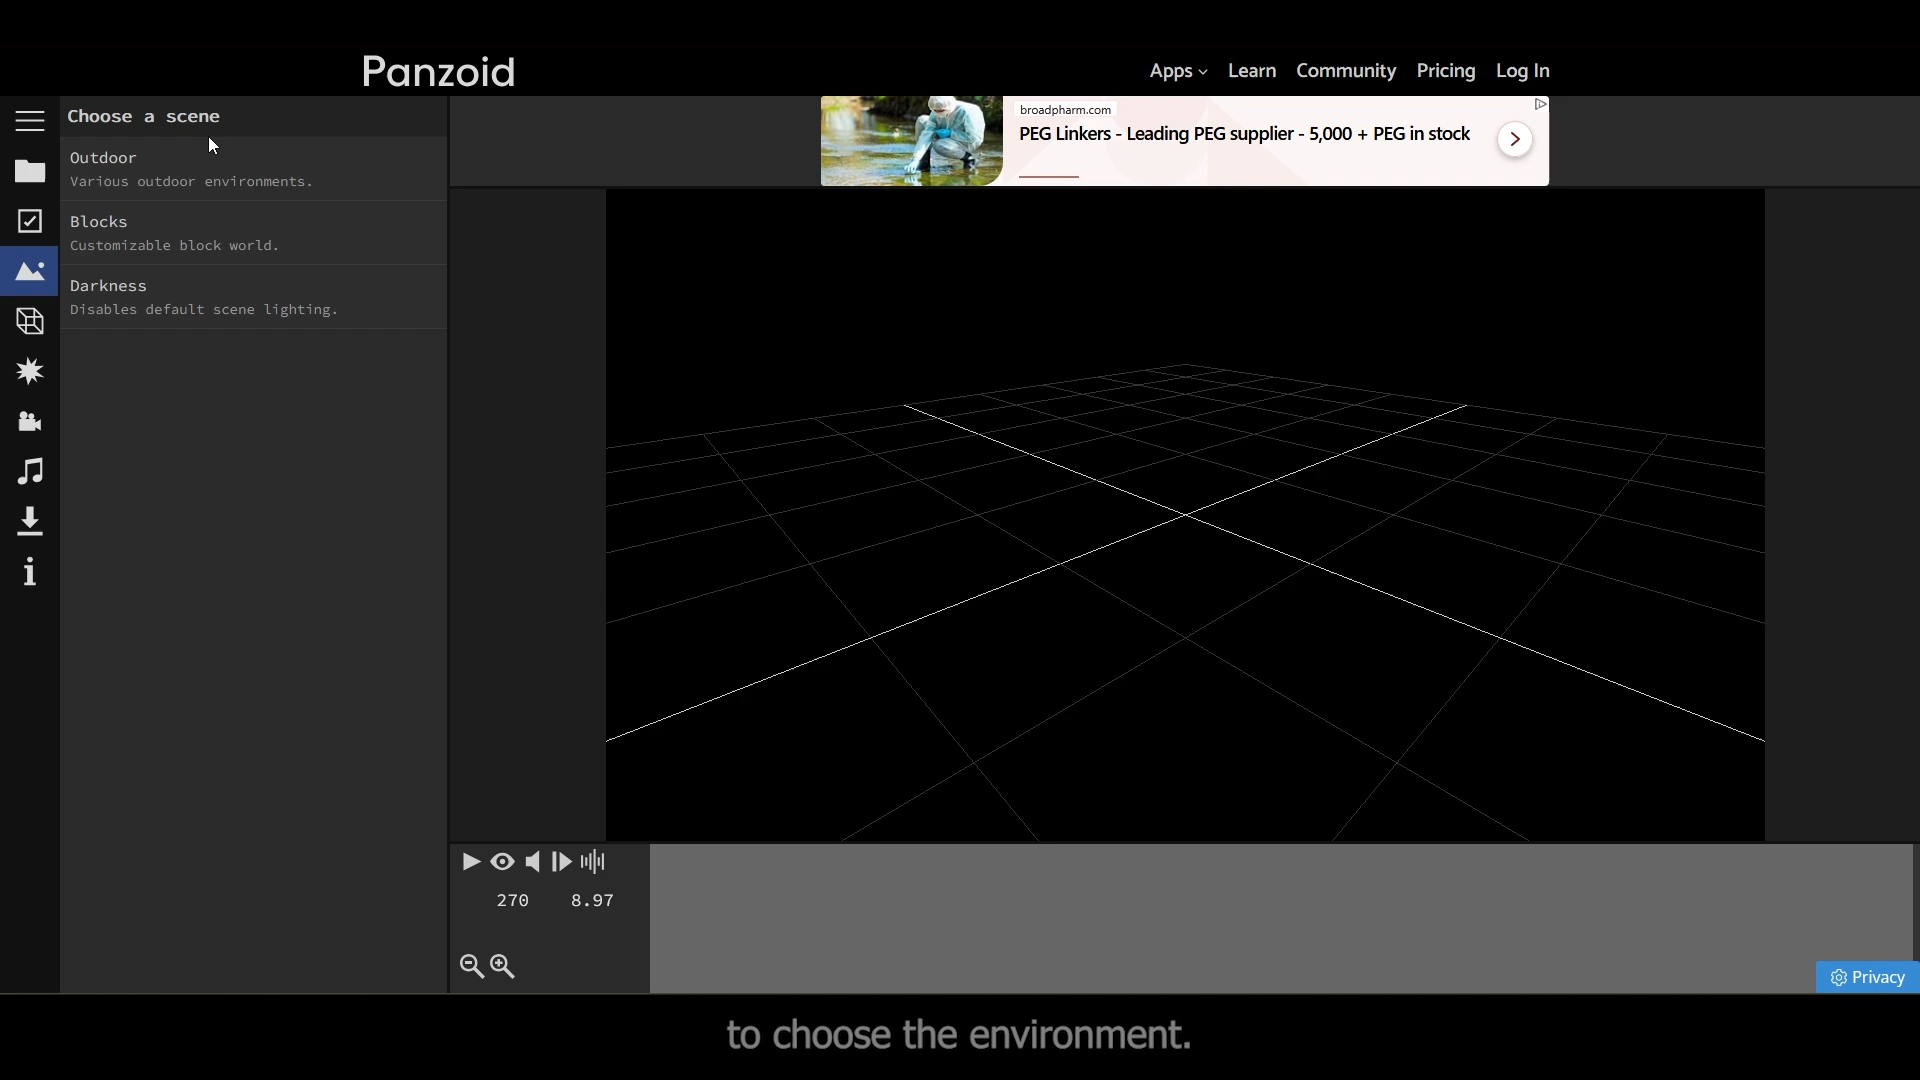 Panzoid
Apps Learn Community Pricing Log In
Choose a scene
Outdoor
Various outdoor environments.
Blocks
Customizable block world.
Darkness
Disables default scene lighting.
broadpharm.com
PEG Linkers - Leading PEG supplier - 5,000 + PEG in stock
270 8.97
Privacy
to choose the environment.